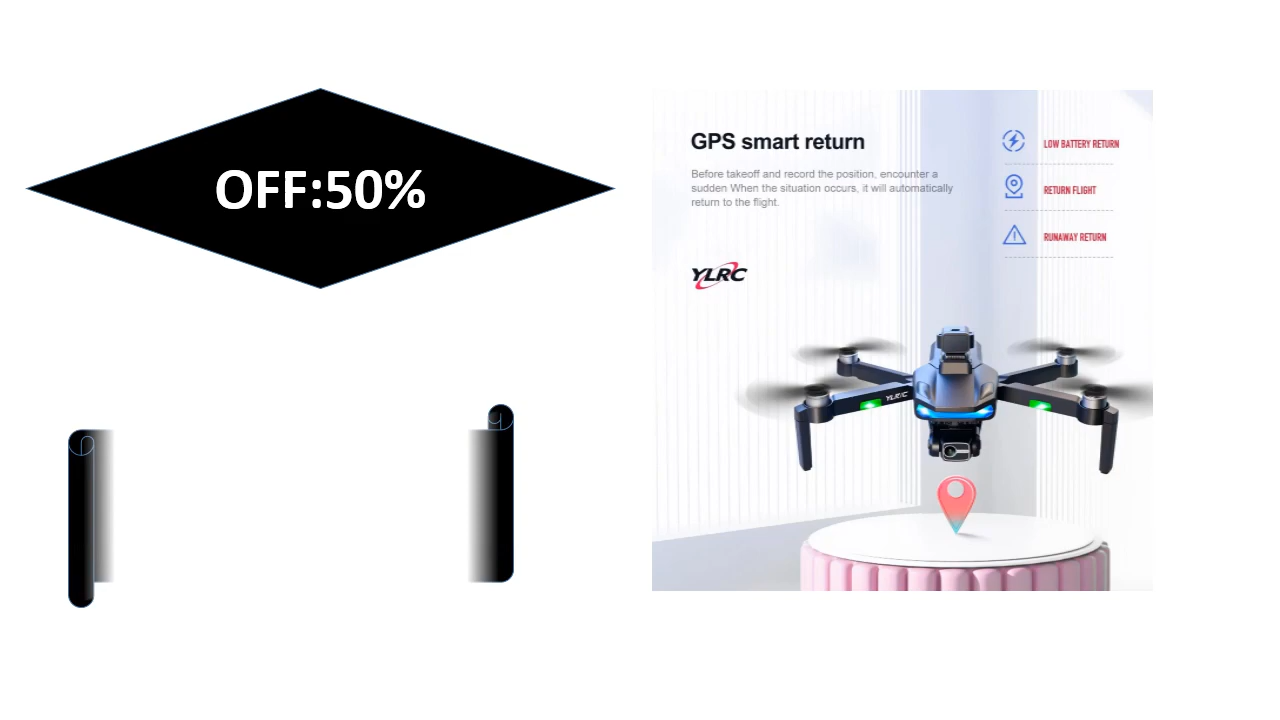 OFF:50%
GPS smart return
Before takeoff and record the position, encounter a
sudden When the situation occurs, it will automatically
return to the flight.
LOW BATTERY RETURN
RETURN FLIGHT
RUNAWAY RETURN
YLRC
YLR/C